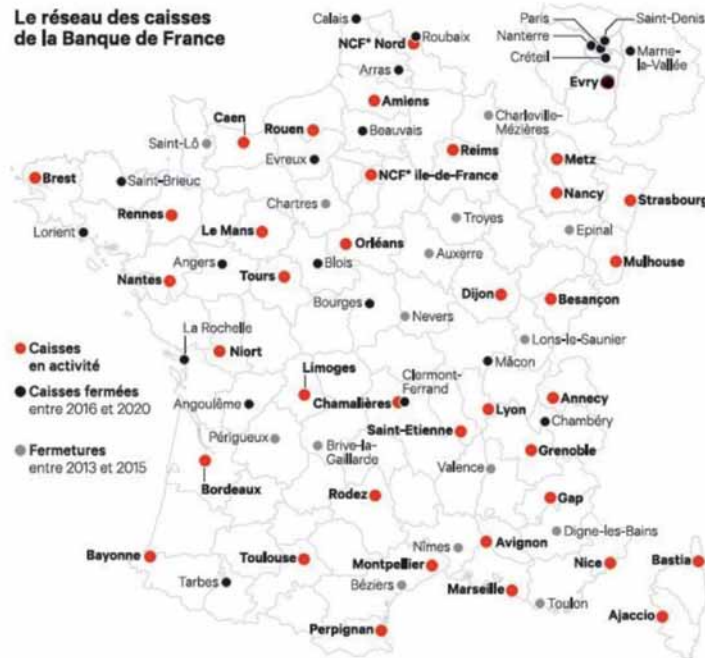 Le réseau des caisses
de la Banque de France
Calais
Roubaix
NCF* Nord
Arras
Paris
Saint-Denis
Nanterre
Marne-
la-Vallée
Créteil
Evry
Amiens
Caen
Rouen
Beauvais
Charleville-
Mézières
Saint-Lô
Evreux
Reims
Metz
Brest
Saint-Brieuc
NCF* ile-de-France
Nancy
Strasbourg
Chartres
Rennes
Troyes
Lorient
Le Mans
Orléans
Epinal
Angers
Blois
Auxerre
Mulhouse
Nantes
Tours
Dijon
Besançon
Bourges
Nevers
La Rochelle
Lons-le-Saunier
Caisses
en activité
Niort
Limoges
Clermont-
Ferrand
Mâcon
Caisses fermées
entre 2016 et 2020
Angoulême
Chamalières
Lyon
Annecy
Chambéry
Saint-Etienne
Périgueux
Fermetures
entre 2013 et 2015
Brive-la-
Gaillarde
Grenoble
Valence
Bordeaux
Rodez
Gap
Digne-les-Bains
Nîmes
Avignon
Bayonne
Toulouse
Montpellier
Nice
Bastia
Tarbes
Béziers
Marseille
Toulon
Ajaccio
Perpignan